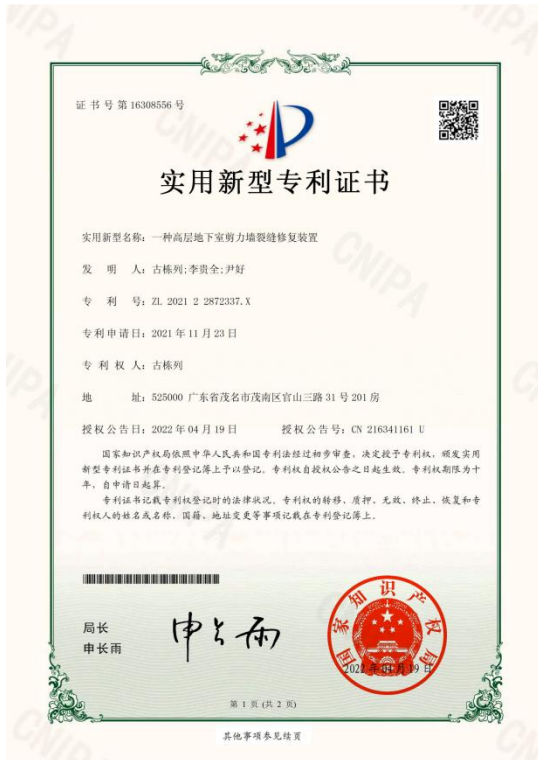 证书号第16308556号
实用新型专利证书
实用新型名称：一种高层地下室剪力墙裂缝修复装置
发 明 人：古栋列;李贵全;尹好
专 利 号：ZL 2021 2 2872337.X
专利申请日：2021年11月23日
专 利 权 人：古栋列
地 址：525000 广东省茂名市茂南区官山三路31号201房
授权公告日：2022年04月19日 授权公告号：CN 216341161 U
国家知识产权局依照中华人民共和国专利法经过初步审查，决定授予专利权，颁发实用
新型专利证书并在专利登记簿上予以登记。专利权自授权公告之日起生效。专利权期限为十
年，自申请日起算。
专利证书记载专利权登记时的法律状况。专利权的转移、质押、无效、终止、恢复和专
利权人的姓名或名称、国籍、地址变更等事项记载在专利登记簿上。
局长
申长雨
申长雨
国家知识产权局
2022年04月19日
第 1 页 (共 2 页)
其他事项参见续页
CNIPA